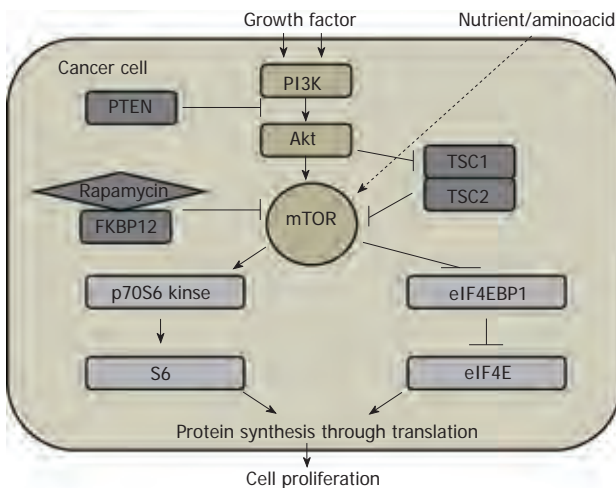 Growth factor
Nutrient/aminoacid
Cancer cell
PI3K
PTEN
Akt
TSC1
Rapamycin
TSC2
FKBP12
mTOR
p70S6 kinse
eIF4EBP1
S6
eIF4E
Protein synthesis through translation
Cell proliferation